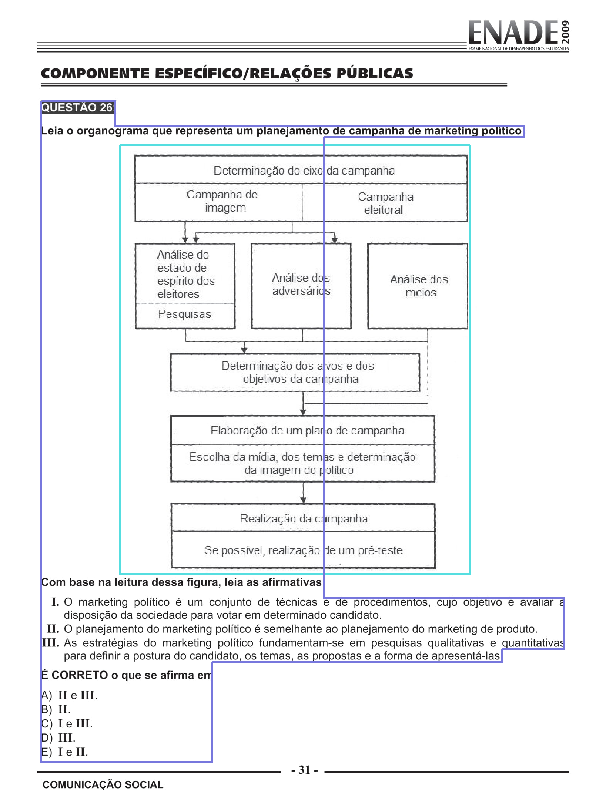 ENADE 2009
COMPONENTE ESPECÍFICO/RELAÇÕES PÚBLICAS
QUESTÃO 26
Leia o organograma que representa um planejamento de campanha de marketing político
Determinação do eixo da campanha
Campanha de
imagem
Campanha
eleitoral
Análise do
estado de
espírito dos
eleitores
Pesquisas
Análise dos
adversários
Análise dos
meios
Determinação dos alvos e dos
objetivos da campanha
Elaboração de um plano de campanha
Escolha da mídia, dos temas e determinação
da imagem do político
Realização da campanha
Se possível, realização de um pré-teste
Com base na leitura dessa figura, leia as afirmativas
I. O marketing político é um conjunto de técnicas e de procedimentos, cujo objetivo é avaliar a
disposição da sociedade para votar em determinado candidato.
II. O planejamento do marketing político é semelhante ao planejamento do marketing de produto.
III. As estratégias do marketing político fundamentam-se em pesquisas qualitativas e quantitativas
para definir a postura do candidato, os temas, as propostas e a forma de apresentá-las
É CORRETO o que se afirma em
A) II e III.
B) II.
C) I e III.
D) III.
E) I e II.
- 31 -
COMUNICAÇÃO SOCIAL